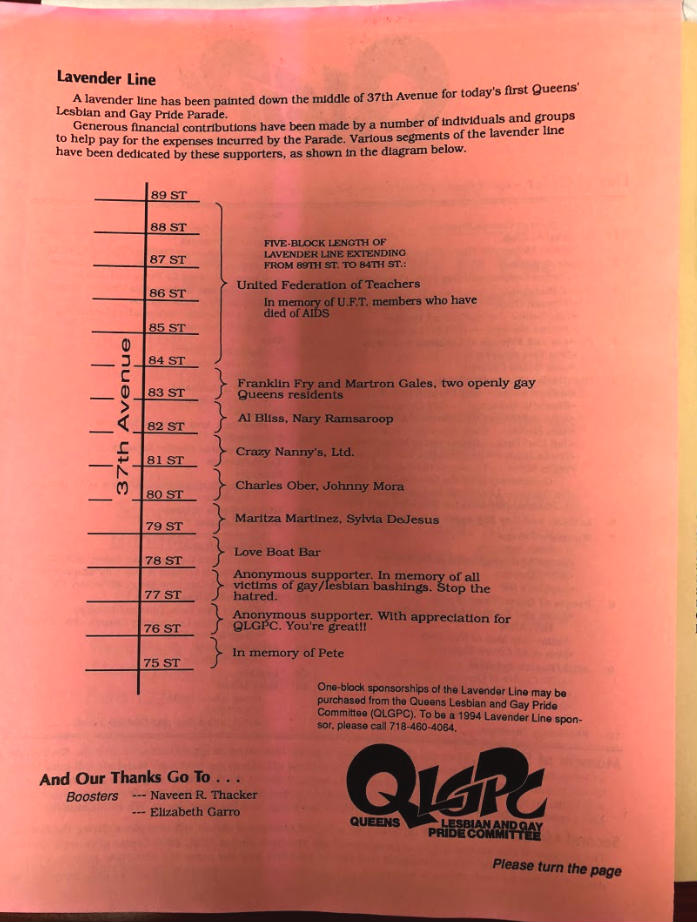 Lavender Line
A lavender line has been painted down the middle of 37th Avenue for today's first Queens'
Lesbian and Gay Pride Parade.
Generous financial contributions have been made by a number of individuals and groups
to help pay for the expenses incurred by the Parade. Various segments of the lavender line
have been dedicated by these supporters, as shown in the diagram below.
37th Avenue
89 ST
88 ST
87 ST
86 ST
85 ST
84 ST
83 ST
82 ST
81 ST
80 ST
79 ST
78 ST
77 ST
76 ST
75 ST
FIVE-BLOCK LENGTH OF
LAVENDER LINE EXTENDING
FROM 89TH ST. TO 84TH ST.:
United Federation of Teachers
In memory of U.F.T. members who have
died of AIDS
Franklin Fry and Martron Gales, two openly gay
Queens residents
Al Bliss, Nary Ramsaroop
Crazy Nanny's, Ltd.
Charles Ober, Johnny Mora
Maritza Martinez, Sylvia DeJesus
Love Boat Bar
Anonymous supporter. In memory of all
victims of gay/lesbian bashings. Stop the
hatred.
Anonymous supporter. With appreciation for
QLGPC. You're great!!
In memory of Pete
One-block sponsorships of the Lavender Line may be
purchased from the Queens Lesbian and Gay Pride
Committee (QLGPC). To be a 1994 Lavender Line spon-
sor, please call 718-460-4064.
And Our Thanks Go To . . .
Boosters --- Naveen R. Thacker
--- Elizabeth Garro
QLGPC
QUEENS LESBIAN AND GAY
PRIDE COMMITTEE
Please turn the page